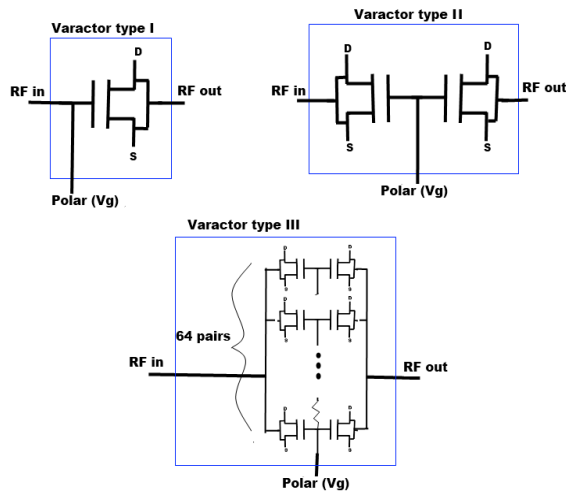 Varactor type I
D
RF in
RF out
S
Polar (Vg)
Varactor type II
D
D
RF in
RF out
S
S
Polar (Vg)
Varactor type III
D
D
D
D
64 pairs
RF in
RF out
D
D
Polar (Vg)